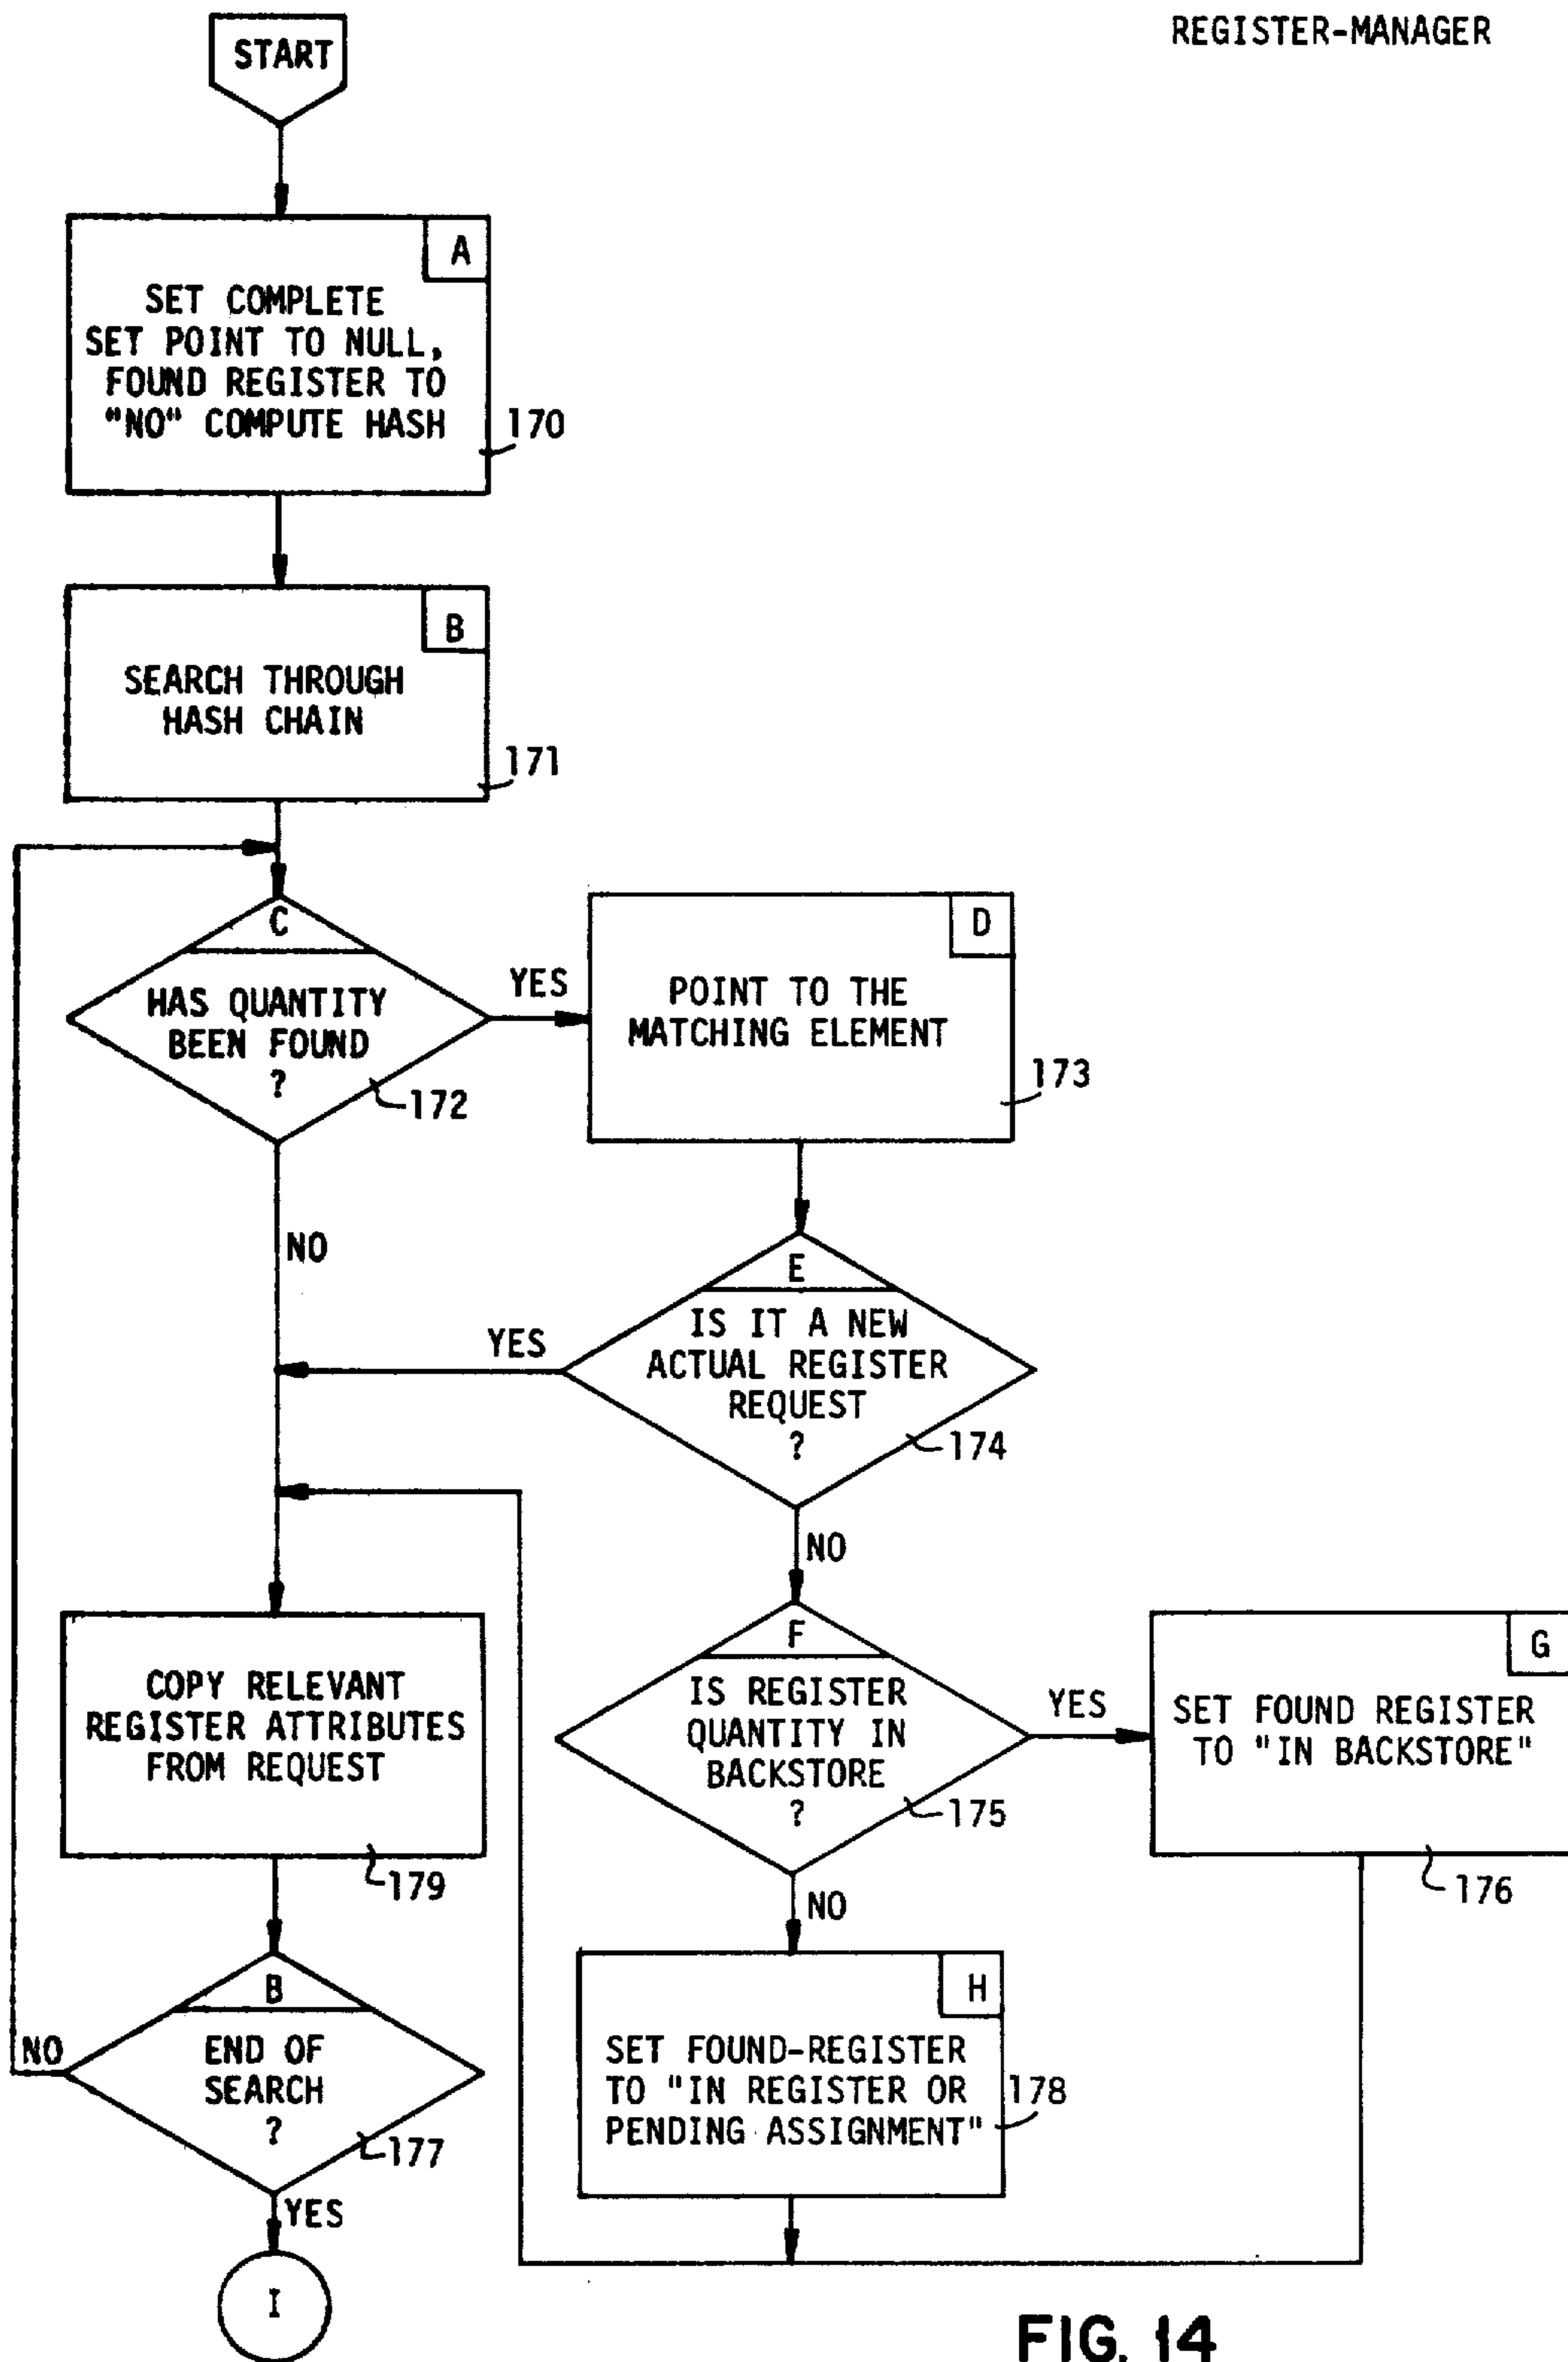 REGISTER-MANAGER
START
A
SET COMPLETE
SET POINT TO NULL,
FOUND REGISTER TO
"NO" COMPUTE HASH
170
B
SEARCH THROUGH
HASH CHAIN
171
C
HAS QUANTITY
BEEN FOUND
?
172
YES
NO
D
POINT TO THE
MATCHING ELEMENT
173
E
IS IT A NEW
ACTUAL REGISTER
REQUEST
?
174
YES
NO
F
IS REGISTER
QUANTITY IN
BACKSTORE
?
175
YES
NO
G
SET FOUND REGISTER
TO "IN BACKSTORE"
176
COPY RELEVANT
REGISTER ATTRIBUTES
FROM REQUEST
179
H
SET FOUND-REGISTER
TO "IN REGISTER OR
PENDING ASSIGNMENT"
178
B
END OF
SEARCH
?
177
NO
YES
I
FIG. 14